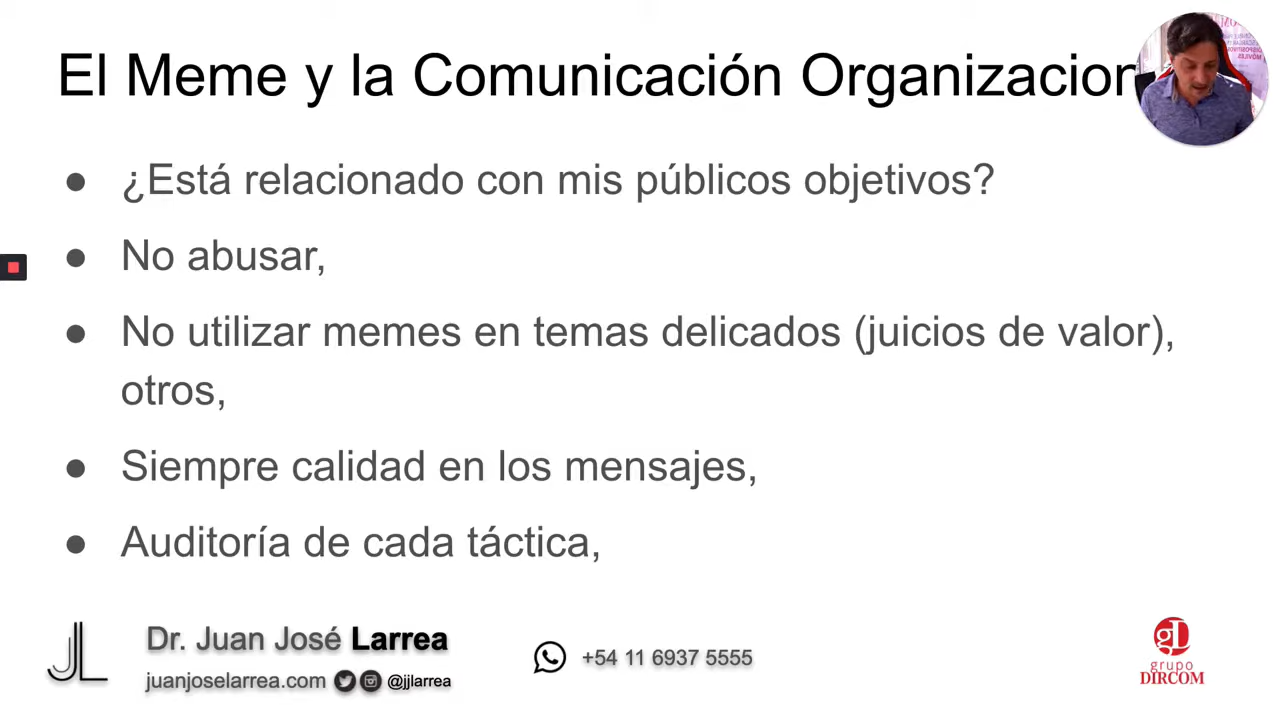 El Meme y la Comunicación Organizacion
● ¿Está relacionado con mis públicos objetivos?
● No abusar,
● No utilizar memes en temas delicados (juicios de valor),
otros,
● Siempre calidad en los mensajes,
● Auditoría de cada táctica,
JL
Dr. Juan José Larrea
juanjoselarrea.com @jjlarrea
+54 11 6937 5555
gL
grupo
DIRCOM